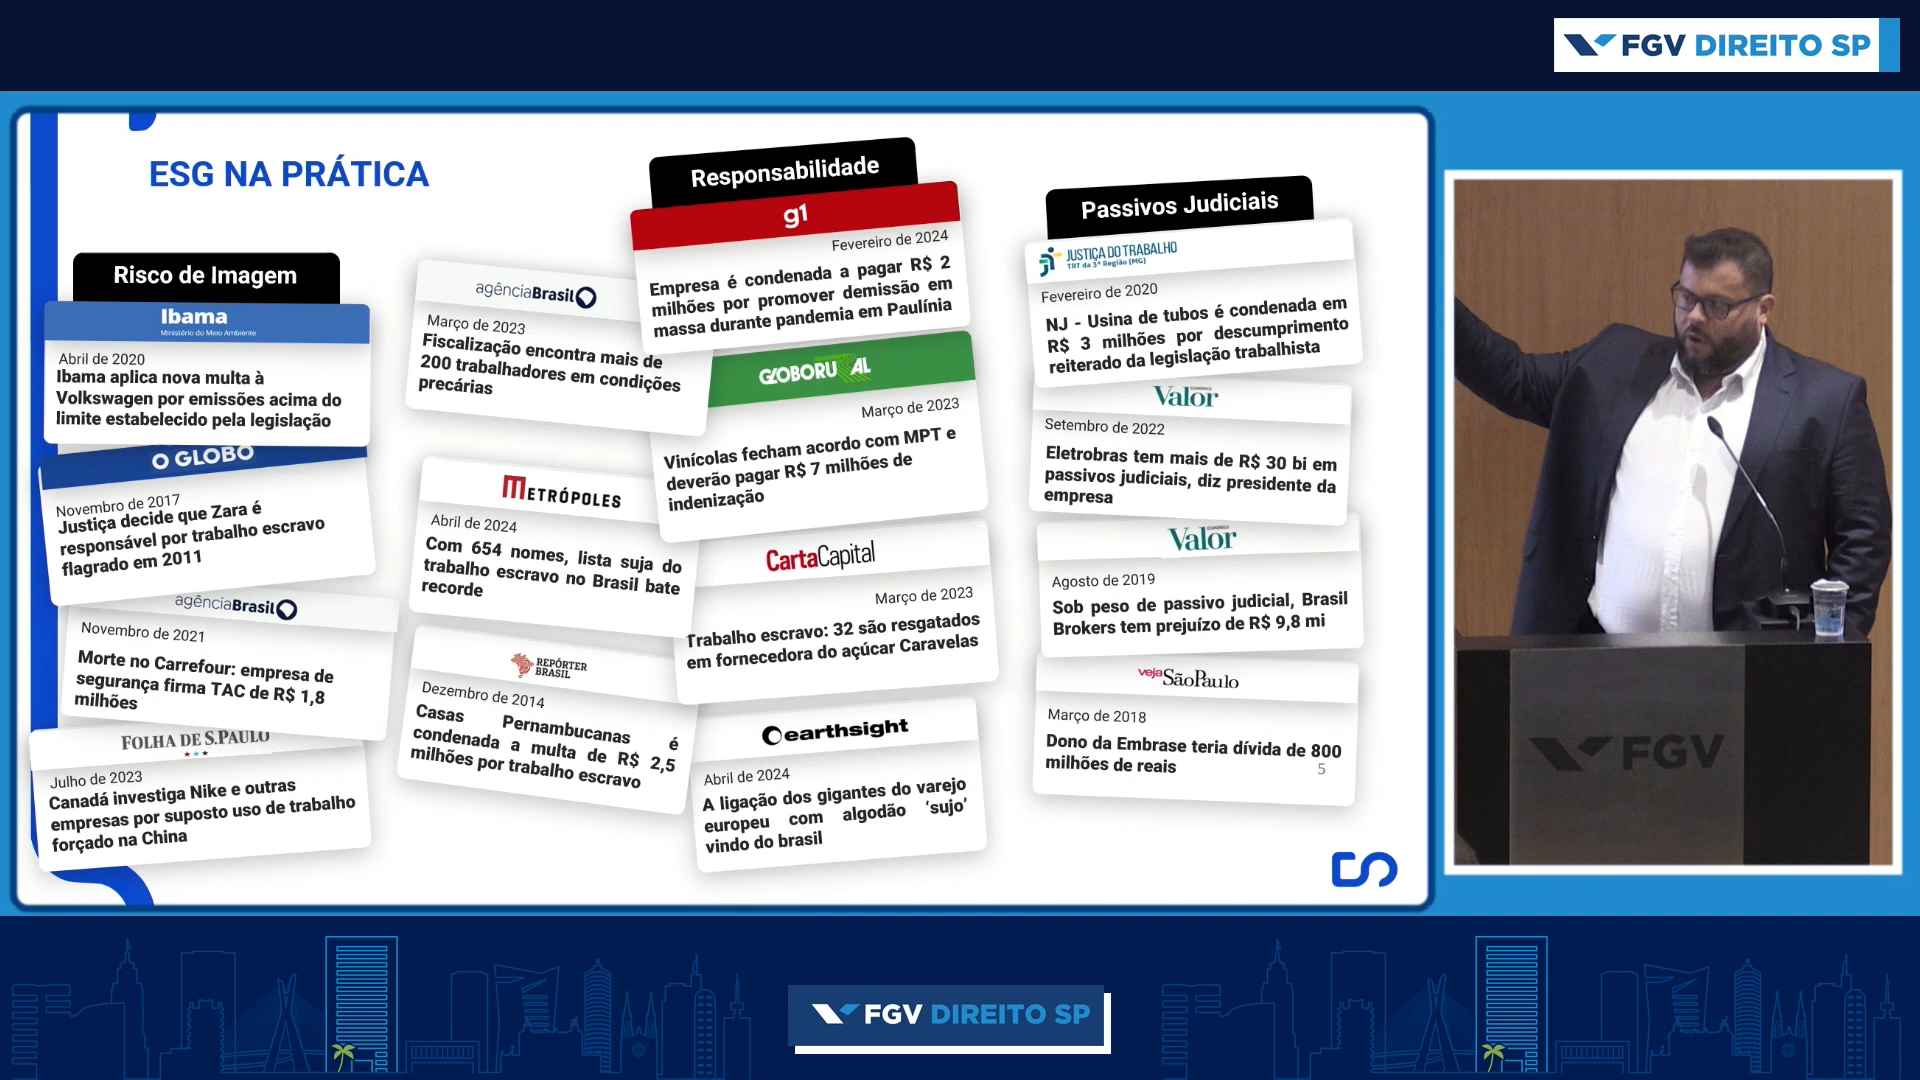 FGV DIREITO SP
ESG NA PRÁTICA
Risco de Imagem
Ibama
Ministério do Meio Ambiente
Abril de 2020
Ibama aplica nova multa à
Volkswagen por emissões acima do
limite estabelecido pela legislação
O GLOBO
Novembro de 2017
Justiça decide que Zara é
responsável por trabalho escravo
flagrado em 2011
agênciaBrasil
Novembro de 2021
Morte no Carrefour: empresa de
segurança firma TAC de R$ 1,8
milhões
FOLHA DE S.PAULO
Julho de 2023
Canadá investiga Nike e outras
empresas por suposto uso de trabalho
forçado na China
agênciaBrasil
Março de 2023
Fiscalização encontra mais de
200 trabalhadores em condições
precárias
METRÓPOLES
Abril de 2024
Com 654 nomes, lista suja do
trabalho escravo no Brasil bate
recorde
REPÓRTER
BRASIL
Dezembro de 2014
Casas Pernambucanas é
condenada a multa de R$ 2,5
milhões por trabalho escravo
Responsabilidade
g1
Fevereiro de 2024
Empresa é condenada a pagar R$ 2
milhões por promover demissão em
massa durante pandemia em Paulínia
GLOBORURAL
Março de 2023
Vinícolas fecham acordo com MPT e
deverão pagar R$ 7 milhões de
indenização
CartaCapital
Março de 2023
Trabalho escravo: 32 são resgatados
em fornecedora do açúcar Caravelas
earthsight
Abril de 2024
A ligação dos gigantes do varejo
europeu com algodão ‘sujo’
vindo do brasil
Passivos Judiciais
JUSTIÇA DO TRABALHO
TRT da 3ª Região (MG)
Fevereiro de 2020
NJ - Usina de tubos é condenada em
R$ 3 milhões por descumprimento
reiterado da legislação trabalhista
Valor
ECONÔMICO
Setembro de 2022
Eletrobras tem mais de R$ 30 bi em
passivos judiciais, diz presidente da
empresa
Valor
ECONÔMICO
Agosto de 2019
Sob peso de passivo judicial, Brasil
Brokers tem prejuízo de R$ 9,8 mi
veja SãoPaulo
Março de 2018
Dono da Embrase teria dívida de 800
milhões de reais
5
FGV
FGV DIREITO SP